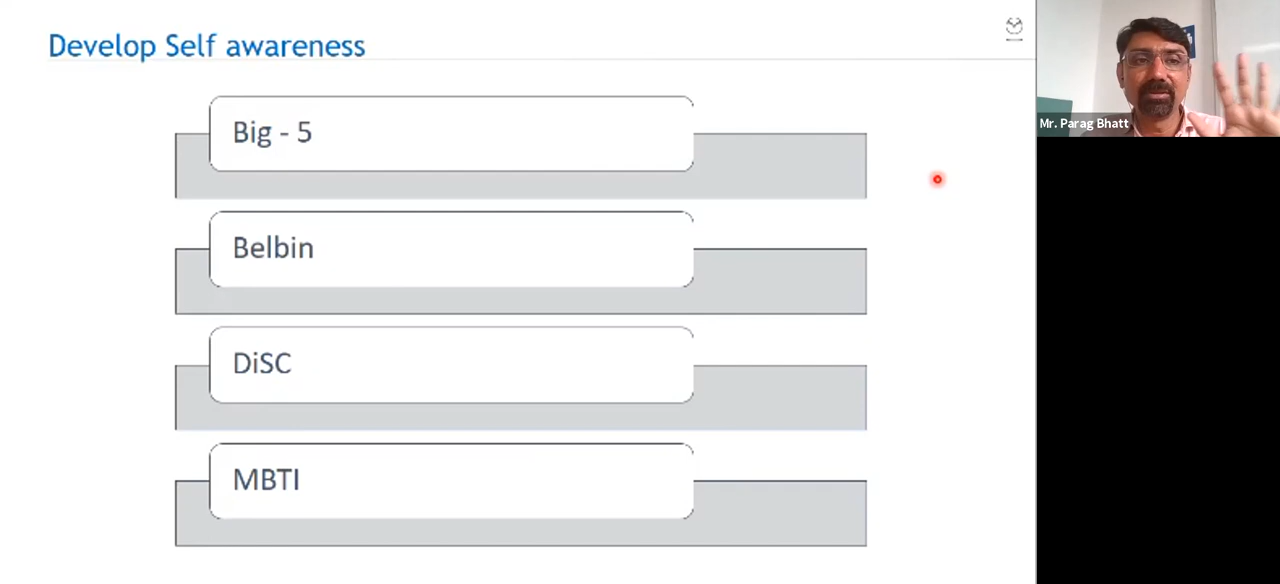 Develop Self awareness
Big - 5
Belbin
DiSC
MBTI
Mr. Parag Bhatt